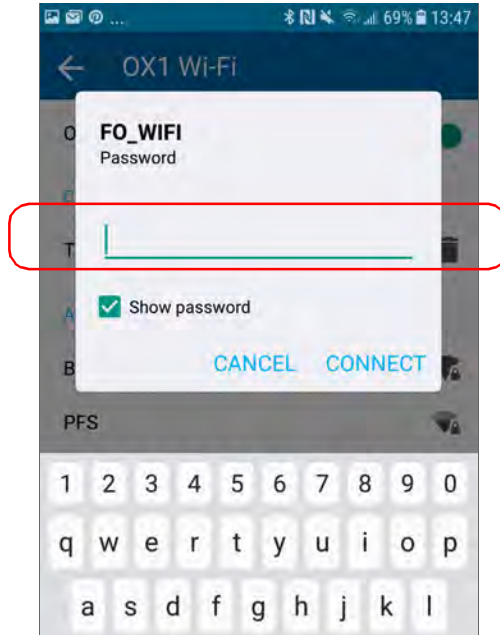 ... 69% 13:47
OX1 Wi-Fi
O
FO_WIFI
Password
T
A
Show password
B
CANCEL CONNECT
PFS
1 2 3 4 5 6 7 8 9 0
q w e r t y u i o p
a s d f g h j k l